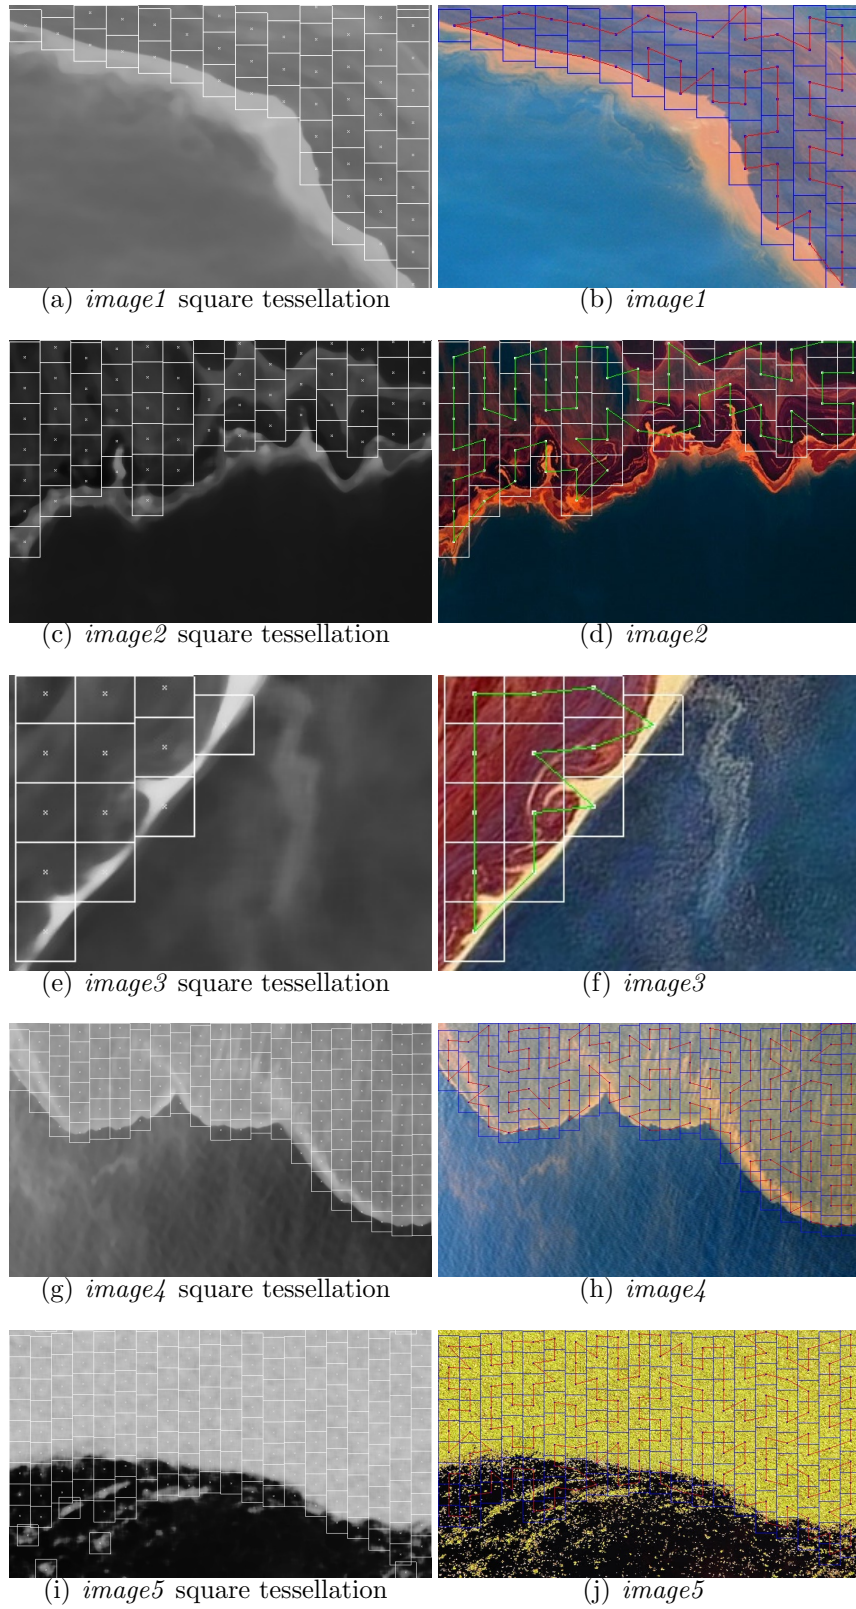 (a) image1 square tessellation
(b) image1
(c) image2 square tessellation
(d) image2
(e) image3 square tessellation
(f) image3
(g) image4 square tessellation
(h) image4
(i) image5 square tessellation
(j) image5